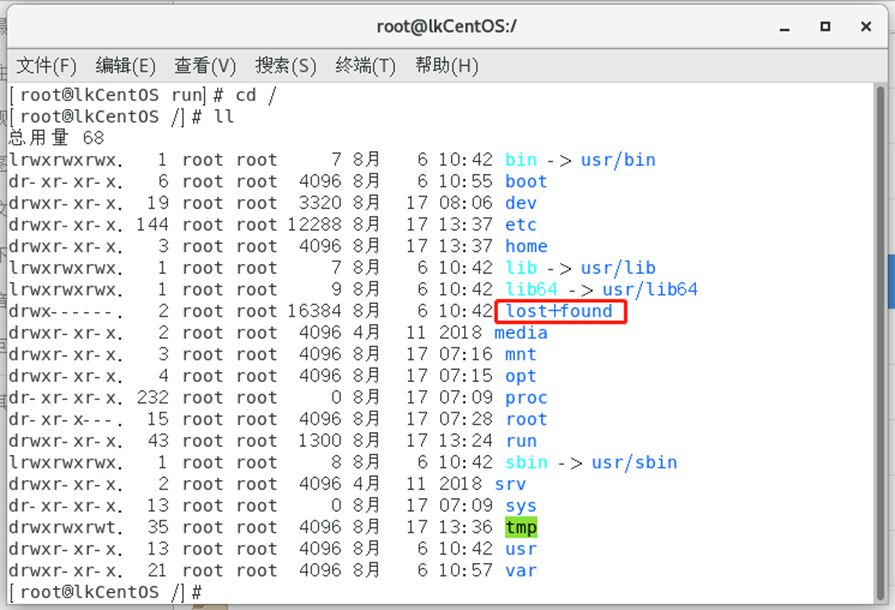 root@lkCentOS:/
文件(F) 编辑(E) 查看(V) 搜索(S) 终端(T) 帮助(H)
[root@lkCentOS run]# cd /
[root@lkCentOS /]# ll
总用量 68
lrwxrwxrwx. 1 root root 7 8月 6 10:42 bin -> usr/bin
dr-xr-xr-x. 6 root root 4096 8月 6 10:55 boot
drwxr-xr-x. 19 root root 3320 8月 17 08:06 dev
drwxr-xr-x. 144 root root 12288 8月 17 13:37 etc
drwxr-xr-x. 3 root root 4096 8月 17 13:37 home
lrwxrwxrwx. 1 root root 7 8月 6 10:42 lib -> usr/lib
lrwxrwxrwx. 1 root root 9 8月 6 10:42 lib64 -> usr/lib64
drwx------. 2 root root 16384 8月 6 10:42 lost+found
drwxr-xr-x. 2 root root 4096 4月 11 2018 media
drwxr-xr-x. 3 root root 4096 8月 17 07:16 mnt
drwxr-xr-x. 4 root root 4096 8月 17 07:15 opt
dr-xr-xr-x. 232 root root 0 8月 17 07:09 proc
dr-xr-x---. 15 root root 4096 8月 17 07:28 root
drwxr-xr-x. 43 root root 1300 8月 17 13:24 run
lrwxrwxrwx. 1 root root 8 8月 6 10:42 sbin -> usr/sbin
drwxr-xr-x. 2 root root 4096 4月 11 2018 srv
dr-xr-xr-x. 13 root root 0 8月 17 07:09 sys
drwxrwxrwt. 35 root root 4096 8月 17 13:36 tmp
drwxr-xr-x. 13 root root 4096 8月 6 10:42 usr
drwxr-xr-x. 21 root root 4096 8月 6 10:57 var
[root@lkCentOS /]#